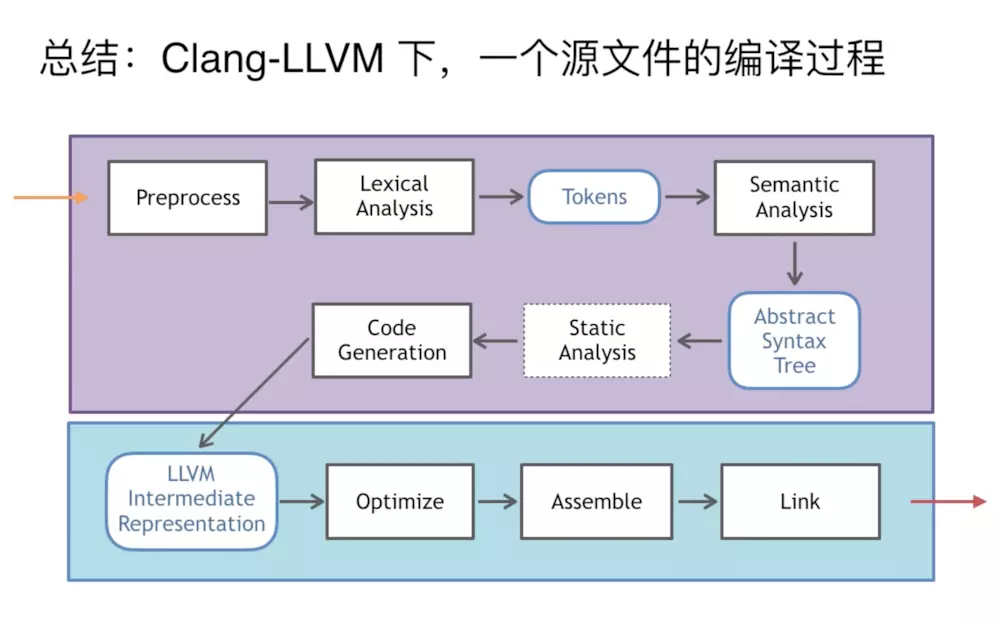 总结：Clang-LLVM 下，一个源文件的编译过程
Preprocess
Lexical
Analysis
Tokens
Semantic
Analysis
Abstract
Syntax
Tree
Static
Analysis
Code
Generation
LLVM
Intermediate
Representation
Optimize
Assemble
Link